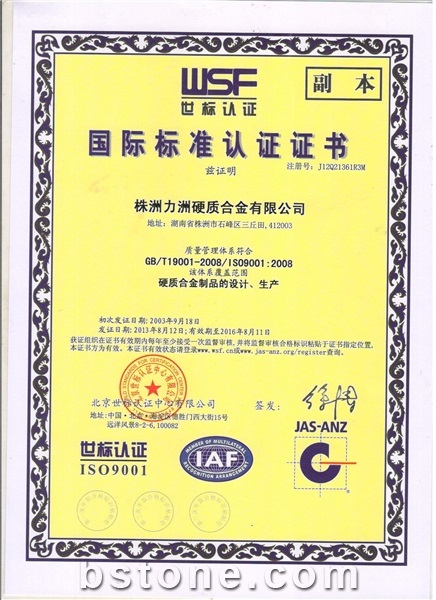 WSF
世标认证
副 本
国际标准认证证书
注册号：J12Q21361R3M
兹证明
株洲力洲硬质合金有限公司
地址：湖南省株洲市石峰区三丘田,412003
质量管理体系符合
GB/T19001-2008/ISO9001:2008
该体系覆盖范围
硬质合金制品的设计、生产
初次发证日期：2003年9月18日
发证日期：2013年8月12日;有效期至2016年8月11日
获证组织在证书有效期内每年至少接受一次监督审核,并将监督审核合格标识粘贴于证书指定位置,
本证书方为有效。本证书有效状态请登录www.wsf.cn或www.jas-anz.org/register查询。
北京世标认证中心有限公司
签发：
地址:中国·北京·海淀区德胜门西大街15号
远洋风景8-2-6,100082
世标认证
ISO9001
MEMBER OF MULTILATERAL
IAF
RECOGNITION ARRANGEMENT
JAS-ANZ
bstone.com